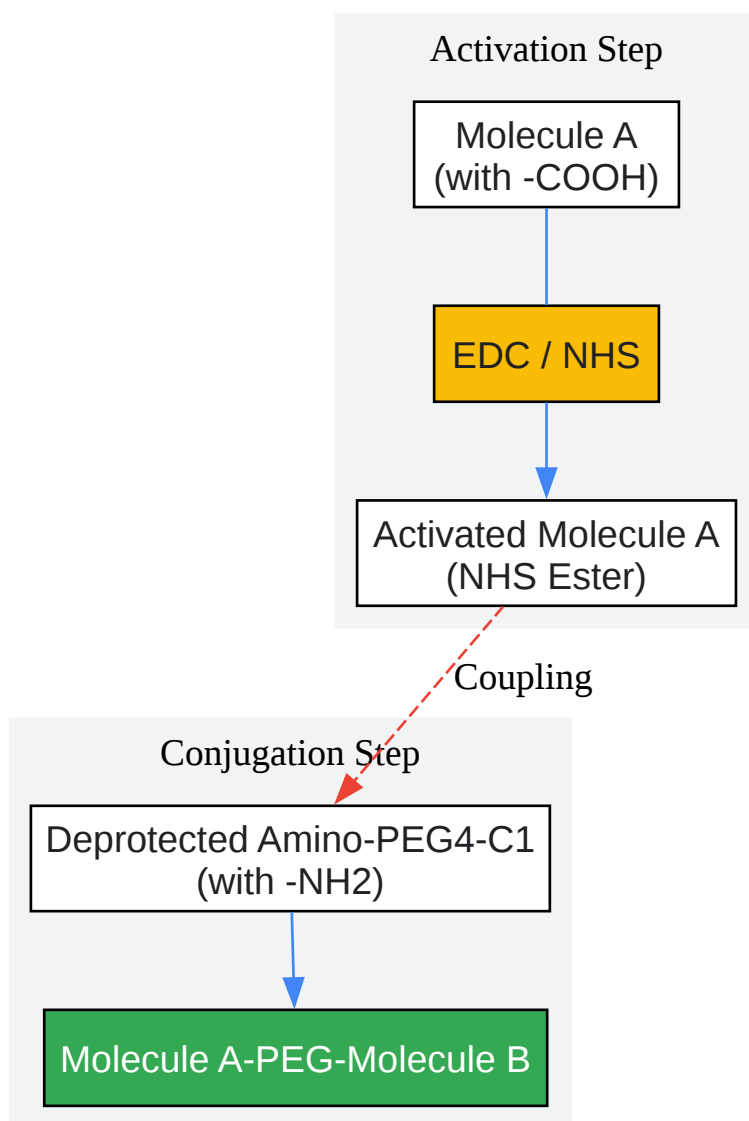 Activation Step
Molecule A
(with -COOH)
EDC / NHS
Activated Molecule A
(NHS Ester)
Coupling
Conjugation Step
Deprotected Amino-PEG4-C1
(with -NH2)
Molecule A-PEG-Molecule B